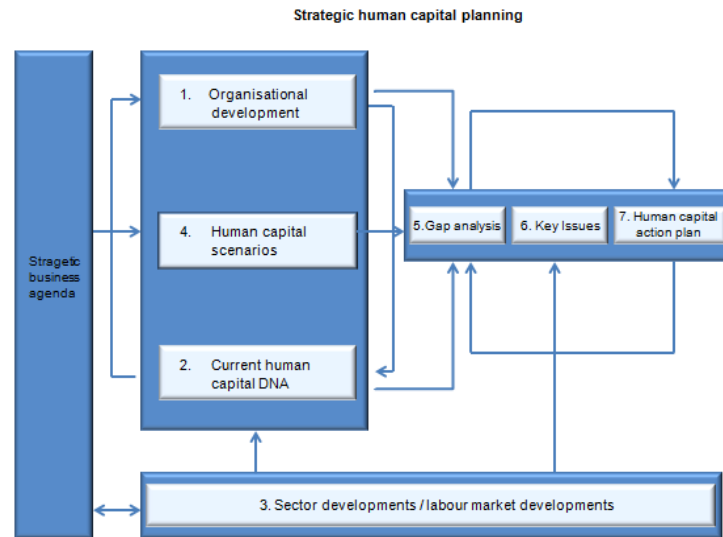 Strategic human capital planning
1. Organisational
development
4. Human capital
scenarios
2. Current human
capital DNA
Stragetic
business
agenda
5.Gap analysis
6. Key Issues
7. Human capital
action plan
3. Sector developments / labour market developments